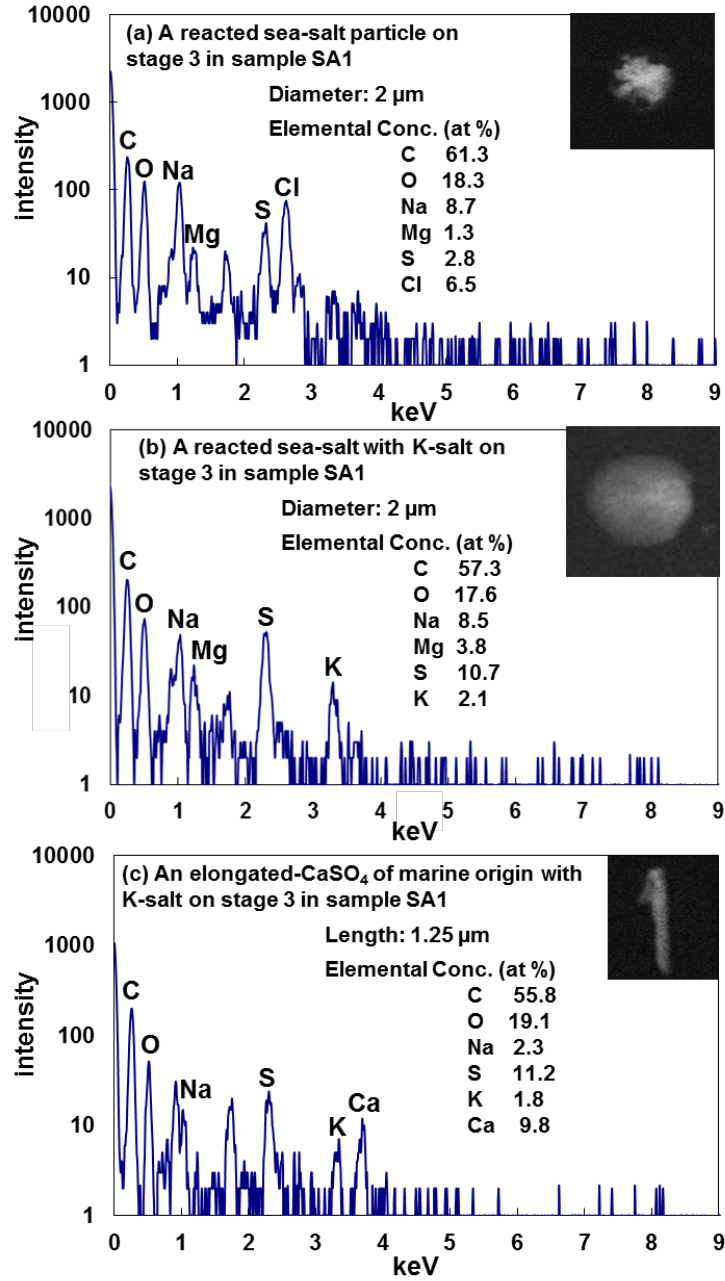 (a) A reacted sea-salt particle on
stage 3 in sample SA1
Diameter: 2 µm
Elemental Conc. (at %)
C 61.3
O 18.3
Na 8.7
Mg 1.3
S 2.8
Cl 6.5
C
O
Na
Mg
S
Cl
intensity
10000
1000
100
10
1
0 1 2 3 4 5 6 7 8 9
keV
(b) A reacted sea-salt with K-salt on
stage 3 in sample SA1
Diameter: 2 µm
Elemental Conc. (at %)
C 57.3
O 17.6
Na 8.5
Mg 3.8
S 10.7
K 2.1
C
O
Na
Mg
S
K
intensity
10000
1000
100
10
1
0 1 2 3 4 5 6 7 8 9
keV
(c) An elongated-CaSO₄ of marine origin with
K-salt on stage 3 in sample SA1
Length: 1.25 µm
Elemental Conc. (at %)
C 55.8
O 19.1
Na 2.3
S 11.2
K 1.8
Ca 9.8
C
O
Na
S
K
Ca
intensity
10000
1000
100
10
1
0 1 2 3 4 5 6 7 8 9
keV